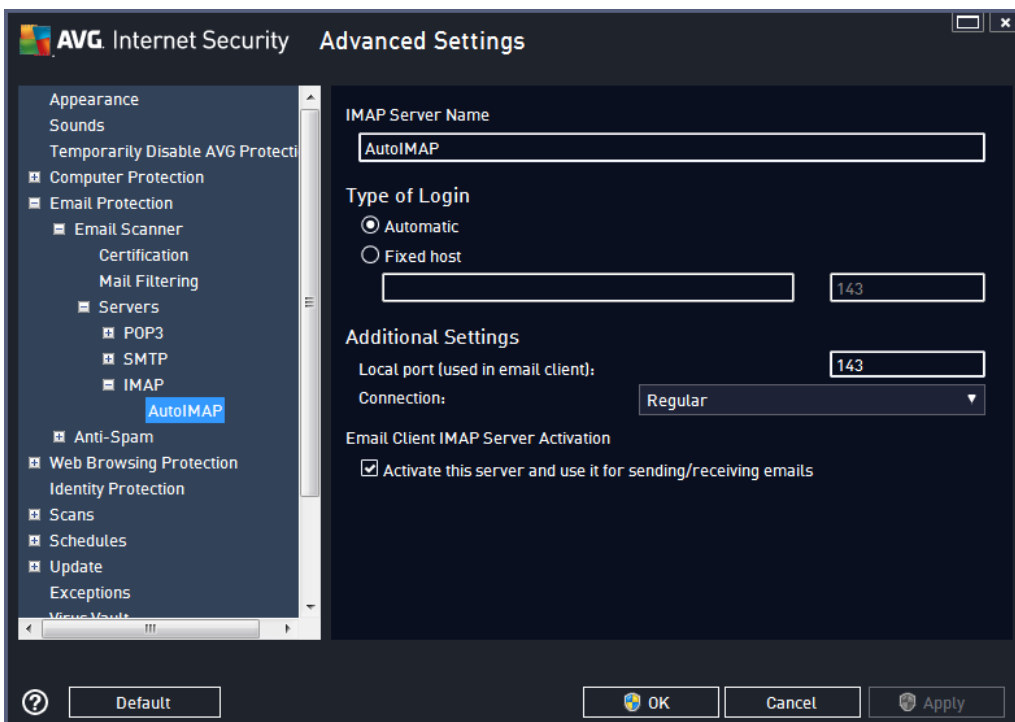 AVG Internet Security Advanced Settings
Appearance
Sounds
Temporarily Disable AVG Protecti
Computer Protection
Email Protection
Email Scanner
Certification
Mail Filtering
Servers
POP3
SMTP
IMAP
AutoIMAP
Anti-Spam
Web Browsing Protection
Identity Protection
Scans
Schedules
Update
Exceptions
Virus Vault
IMAP Server Name
AutoIMAP
Type of Login
Automatic
Fixed host
143
Additional Settings
Local port (used in email client):
143
Connection:
Regular
Email Client IMAP Server Activation
Activate this server and use it for sending/receiving emails
?
Default
OK
Cancel
Apply